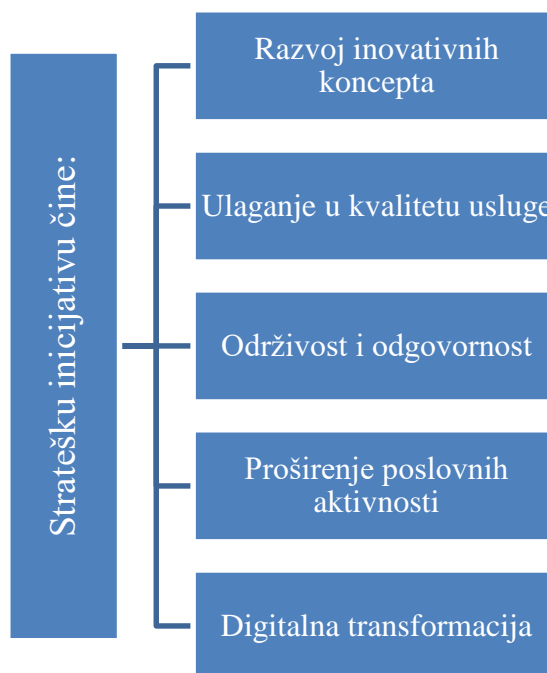 Stratešku inicijativu čine:
Razvoj inovativnih
koncepta
Ulaganje u kvalitetu usluge
Održivost i odgovornost
Proširenje poslovnih
aktivnosti
Digitalna transformacija